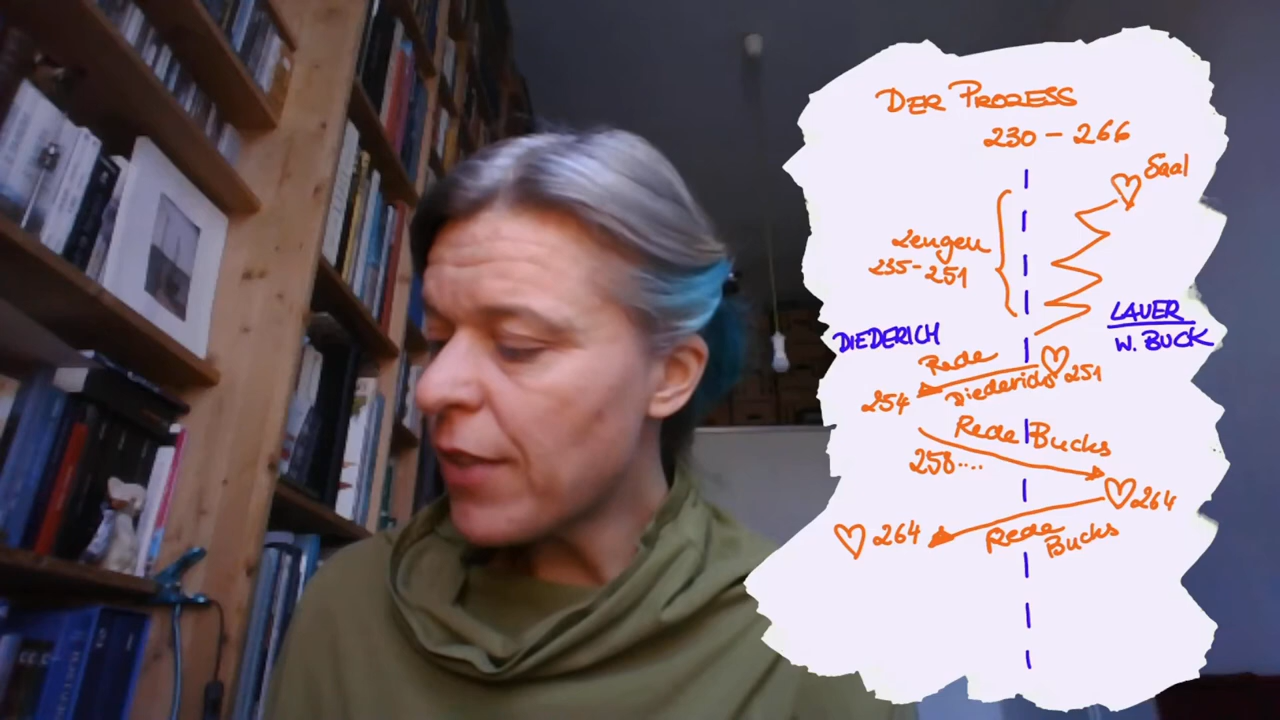 DER PROZESS
230 – 266
Saal
Zeugen
235-251
LAUER
W. BUCK
DIEDERICH
Rede
Diederichs 251
254
Rede Bucks
258....
264
264
Rede
Bucks